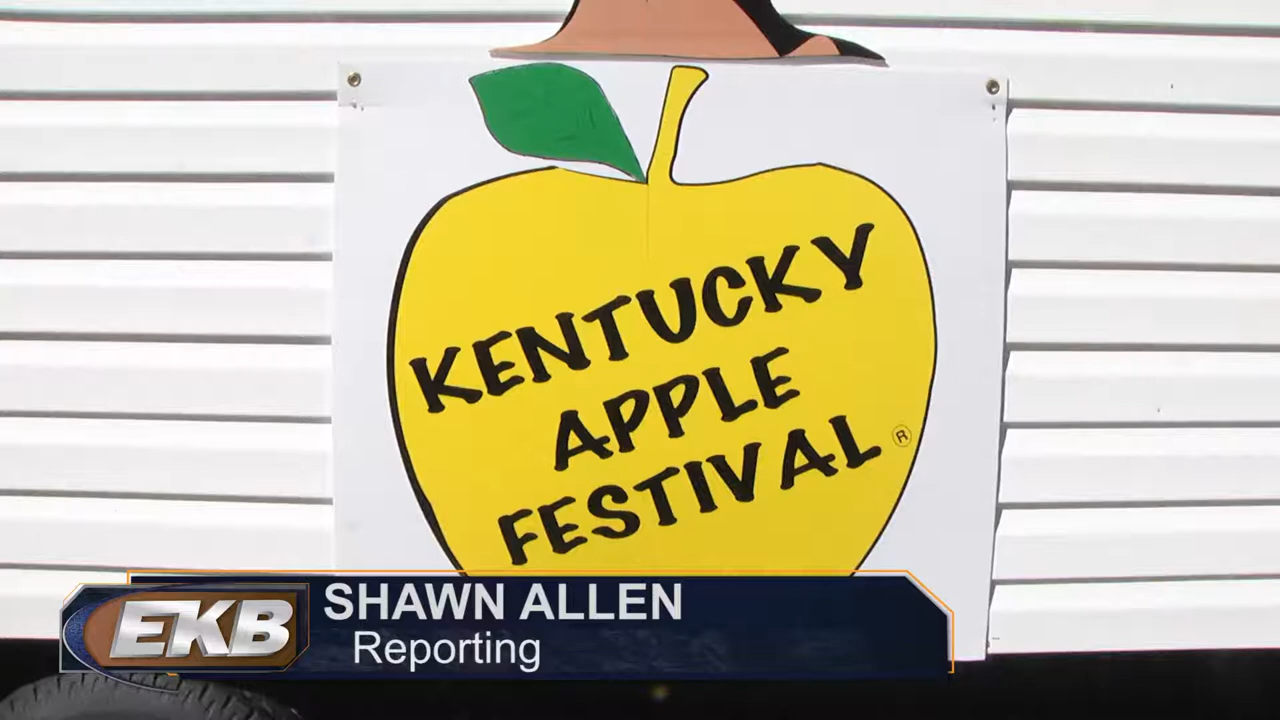 KENTUCKY
APPLE
FESTIVAL ®
EKB
SHAWN ALLEN
Reporting